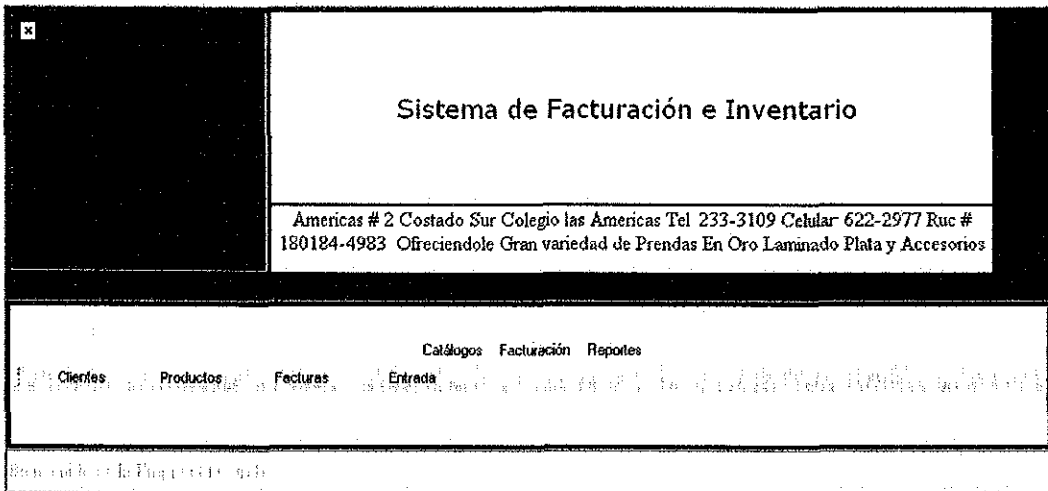 Sistema de Facturación e Inventario
Americas # 2 Costado Sur Colegio las Americas Tel 233-3109 Celular 622-2977 Ruc #
180184-4983 Ofreciendole Gran variedad de Prendas En Oro Laminado Plata y Accesorios
Catálogos Facturación Reportes
Clientes Productos Facturas Entrada